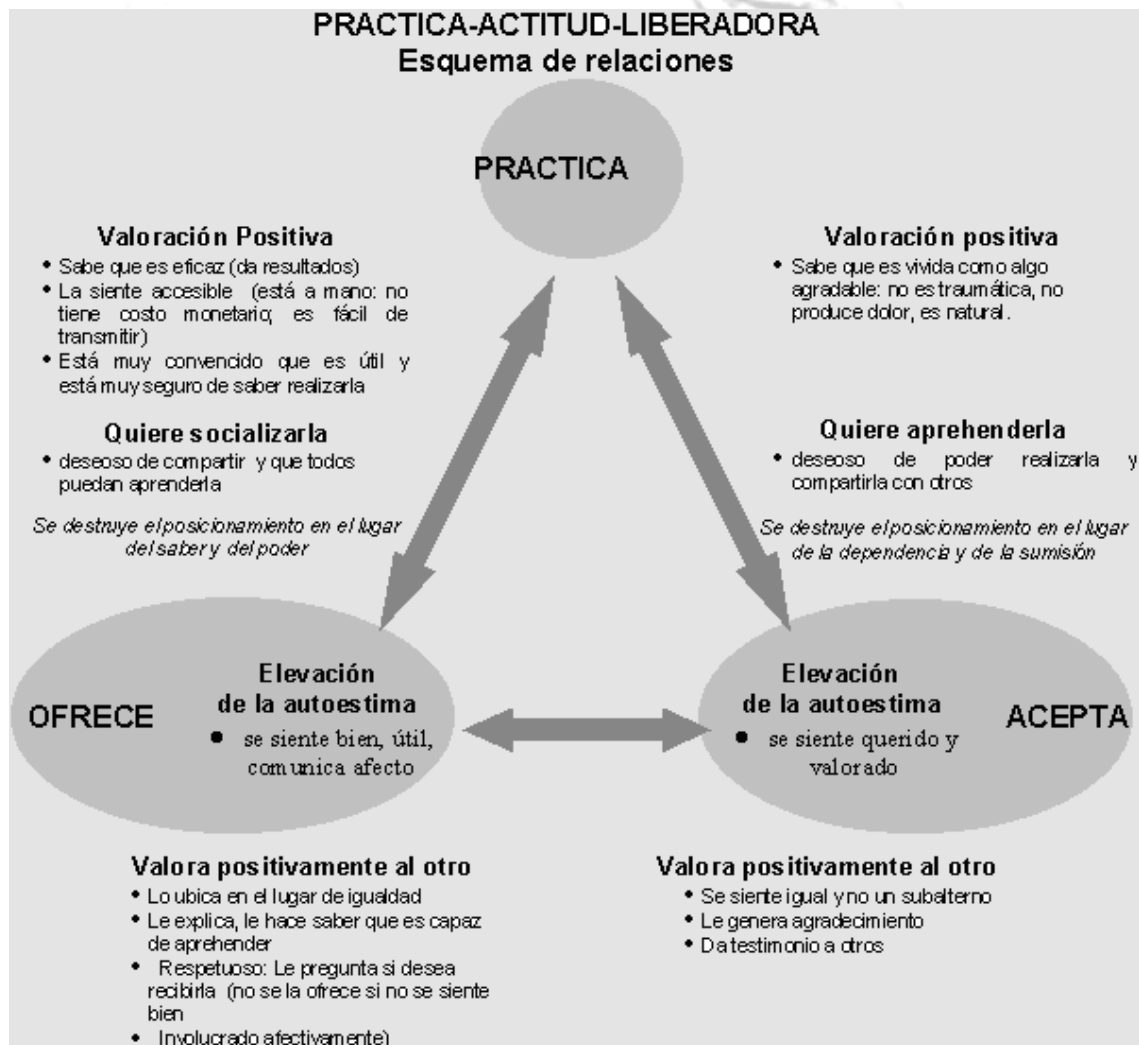 PRACTICA-ACTITUD-LIBERADORA
Esquema de relaciones
PRACTICA
Valoración Positiva
• Sabe que es eficaz (da resultados)
• La siente accesible (está a mano: no
tiene costo monetario; es fácil de
transmitir)
• Está muy convencido que es útil y
está muy seguro de saber realizarla
Quiere socializarla
• deseoso de compartir y que todos
puedan aprenderla
Se destruye el posicionamiento en el lugar
del saber y del poder
Valoración positiva
• Sabe que es vivida como algo
agradable: no es traumática, no
produce dolor, es natural.
Quiere aprehenderla
• deseoso de poder realizarla y
compartirla con otros
Se destruye el posicionamiento en el lugar
de la dependencia y de la sumisión
OFRECE
Elevación
de la autoestima
• se siente bien, útil,
comunica afecto
Elevación
de la autoestima
• se siente querido y
valorado
ACEPTA
Valora positivamente al otro
• Lo ubica en el lugar de igualdad
• Le explica, le hace saber que es capaz
de aprehender
• Respetuoso: Le pregunta si desea
recibirla (no se la ofrece si no se siente
bien
• Involucrado afectivamente)
Valora positivamente al otro
• Se siente igual y no un subalterno
• Le genera agradecimiento
• Da testimonio a otros